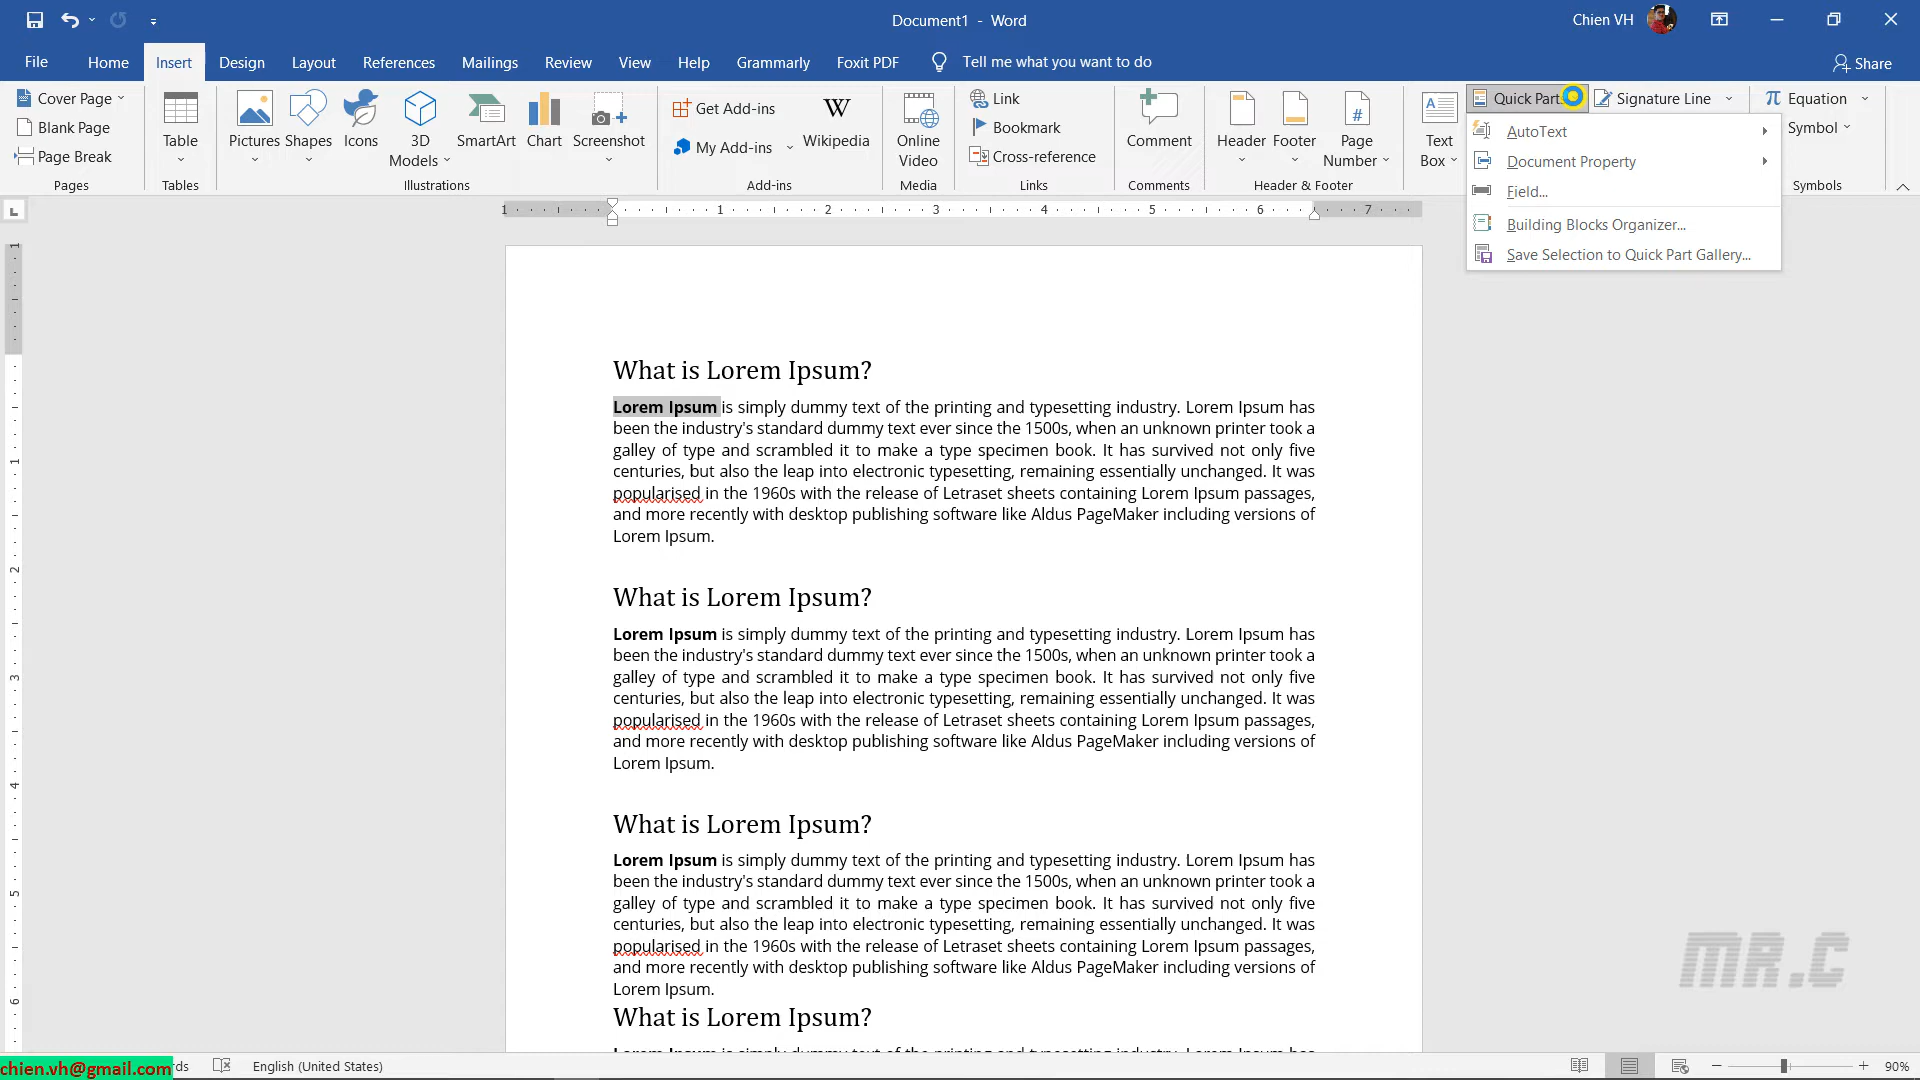 Document1 - Word
Chien VH
File Home Insert Design Layout References Mailings Review View Help Grammarly Foxit PDF Tell me what you want to do Share
Cover Page
Blank Page
Page Break
Pages
Table
Tables
Pictures Shapes Icons 3D Models SmartArt Chart Screenshot
Illustrations
Get Add-ins
My Add-ins
Wikipedia
Add-ins
Online Video
Media
Link
Bookmark
Cross-reference
Links
Comment
Comments
Header Footer Page Number
Header & Footer
Text Box
Quick Part
Signature Line
Equation
Symbol
Symbols
AutoText
Document Property
Field...
Building Blocks Organizer...
Save Selection to Quick Part Gallery...
L
1 1 2 3 4 5 6 7
1
1
2
3
4
5
6
What is Lorem Ipsum?
Lorem Ipsum is simply dummy text of the printing and typesetting industry. Lorem Ipsum has
been the industry's standard dummy text ever since the 1500s, when an unknown printer took a
galley of type and scrambled it to make a type specimen book. It has survived not only five
centuries, but also the leap into electronic typesetting, remaining essentially unchanged. It was
popularised in the 1960s with the release of Letraset sheets containing Lorem Ipsum passages,
and more recently with desktop publishing software like Aldus PageMaker including versions of
Lorem Ipsum.
What is Lorem Ipsum?
Lorem Ipsum is simply dummy text of the printing and typesetting industry. Lorem Ipsum has
been the industry's standard dummy text ever since the 1500s, when an unknown printer took a
galley of type and scrambled it to make a type specimen book. It has survived not only five
centuries, but also the leap into electronic typesetting, remaining essentially unchanged. It was
popularised in the 1960s with the release of Letraset sheets containing Lorem Ipsum passages,
and more recently with desktop publishing software like Aldus PageMaker including versions of
Lorem Ipsum.
What is Lorem Ipsum?
Lorem Ipsum is simply dummy text of the printing and typesetting industry. Lorem Ipsum has
been the industry's standard dummy text ever since the 1500s, when an unknown printer took a
galley of type and scrambled it to make a type specimen book. It has survived not only five
centuries, but also the leap into electronic typesetting, remaining essentially unchanged. It was
popularised in the 1960s with the release of Letraset sheets containing Lorem Ipsum passages,
and more recently with desktop publishing software like Aldus PageMaker including versions of
Lorem Ipsum.
What is Lorem Ipsum?
MR.C
chien.vh@gmail.com
English (United States)
90%